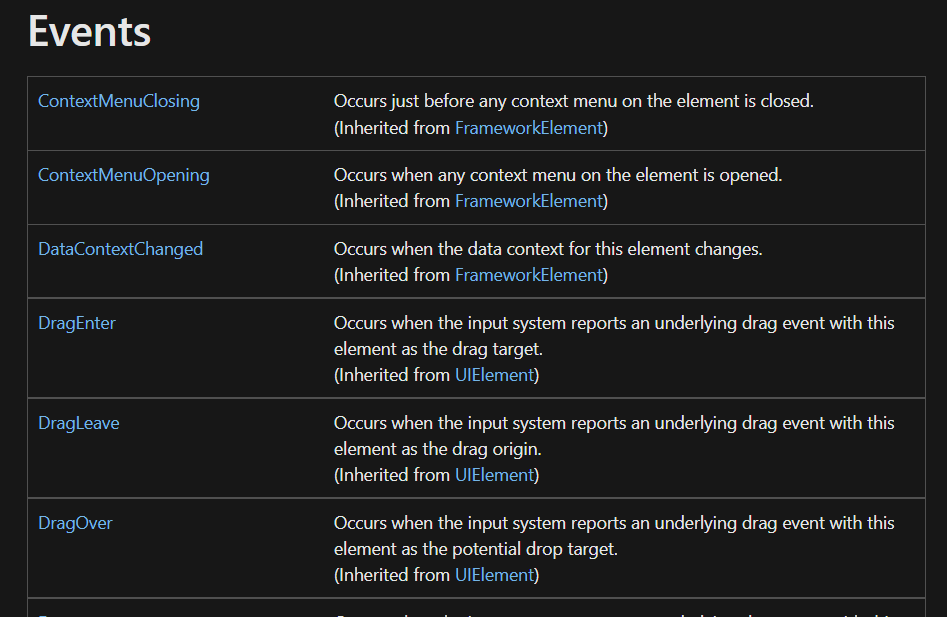 Events
ContextMenuClosing
Occurs just before any context menu on the element is closed.
(Inherited from FrameworkElement)
ContextMenuOpening
Occurs when any context menu on the element is opened.
(Inherited from FrameworkElement)
DataContextChanged
Occurs when the data context for this element changes.
(Inherited from FrameworkElement)
DragEnter
Occurs when the input system reports an underlying drag event with this
element as the drag target.
(Inherited from UIElement)
DragLeave
Occurs when the input system reports an underlying drag event with this
element as the drag origin.
(Inherited from UIElement)
DragOver
Occurs when the input system reports an underlying drag event with this
element as the potential drop target.
(Inherited from UIElement)